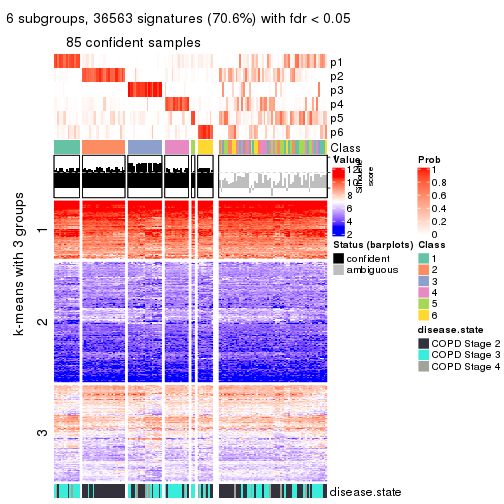 6 subgroups, 36563 signatures (70.6%) with fdr < 0.05
85 confident samples
p1
p2
p3
p4
p5
p6
Class
Value
12
10
8
6
4
2
Silhouette
score
Prob
1
0.8
0.6
0.4
0.2
0
Status (barplots)
confident
ambiguous
Class
1
2
3
4
5
6
disease.state
COPD Stage 2
COPD Stage 3
COPD Stage 4
k-means with 3 groups
1
2
3
disease.state